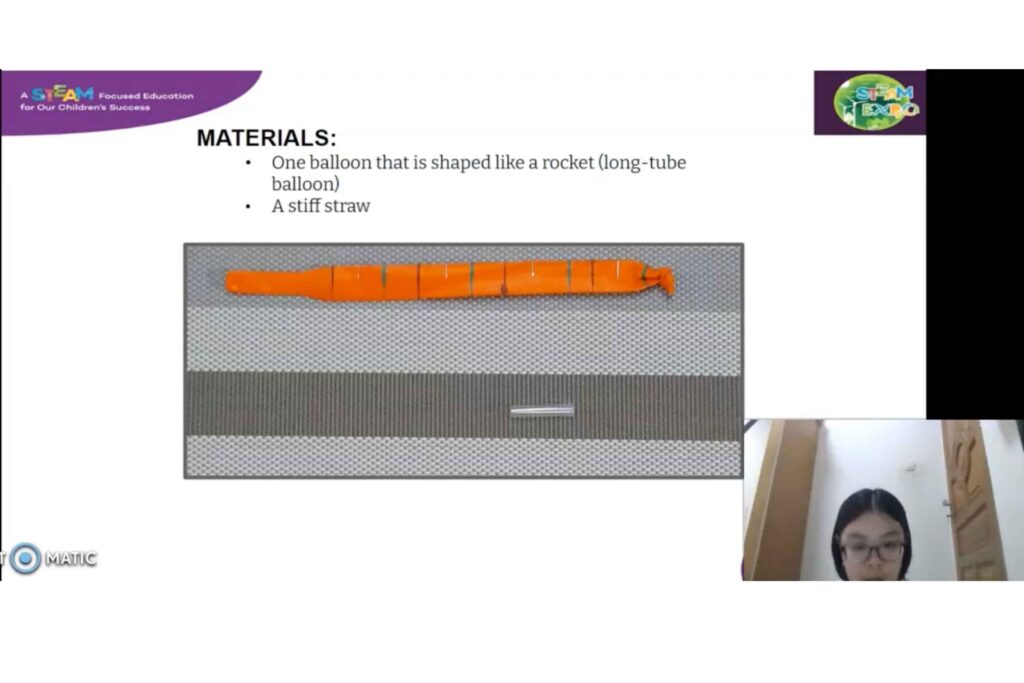 A STEAM Focused Education
for Our Children's Success
STEAM
EXPO
MATERIALS:
• One balloon that is shaped like a rocket (long-tube
balloon)
• A stiff straw
MATIC